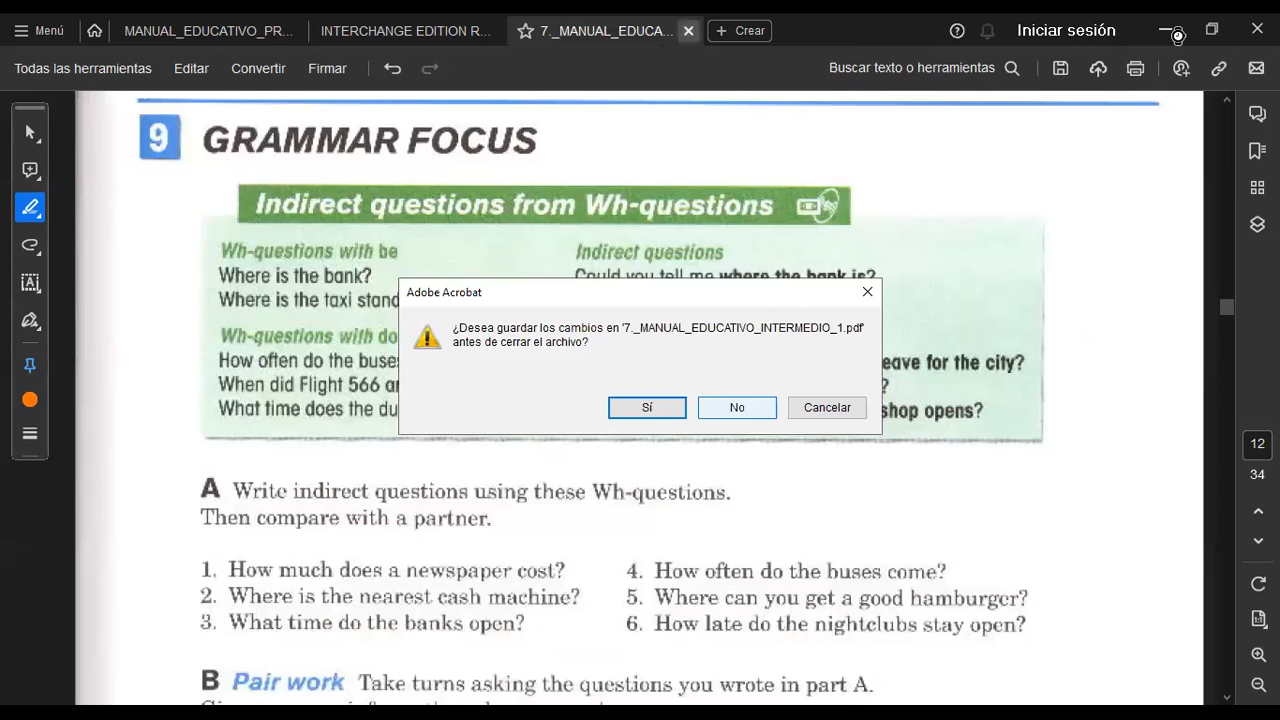 Menú
MANUAL_EDUCATIVO_PR...
INTERCHANGE EDITION R...
7._MANUAL_EDUCA...
Crear
Iniciar sesión
Todas las herramientas
Editar
Convertir
Firmar
Buscar texto o herramientas
9 GRAMMAR FOCUS
Indirect questions from Wh-questions
Wh-questions with be
Indirect questions
Where is the bank?
Could you tell me where the bank is?
Where is the taxi stand
Wh-questions with do
How often do the buse
eave for the city?
When did Flight 566 a
?
What time does the du
shop opens?
Adobe Acrobat
¿Desea guardar los cambios en '7._MANUAL_EDUCATIVO_INTERMEDIO_1.pdf'
antes de cerrar el archivo?
Sí
No
Cancelar
A Write indirect questions using these Wh-questions.
Then compare with a partner.
1. How much does a newspaper cost?
2. Where is the nearest cash machine?
3. What time do the banks open?
4. How often do the buses come?
5. Where can you get a good hamburger?
6. How late do the nightclubs stay open?
B Pair work Take turns asking the questions you wrote in part A.
12
34